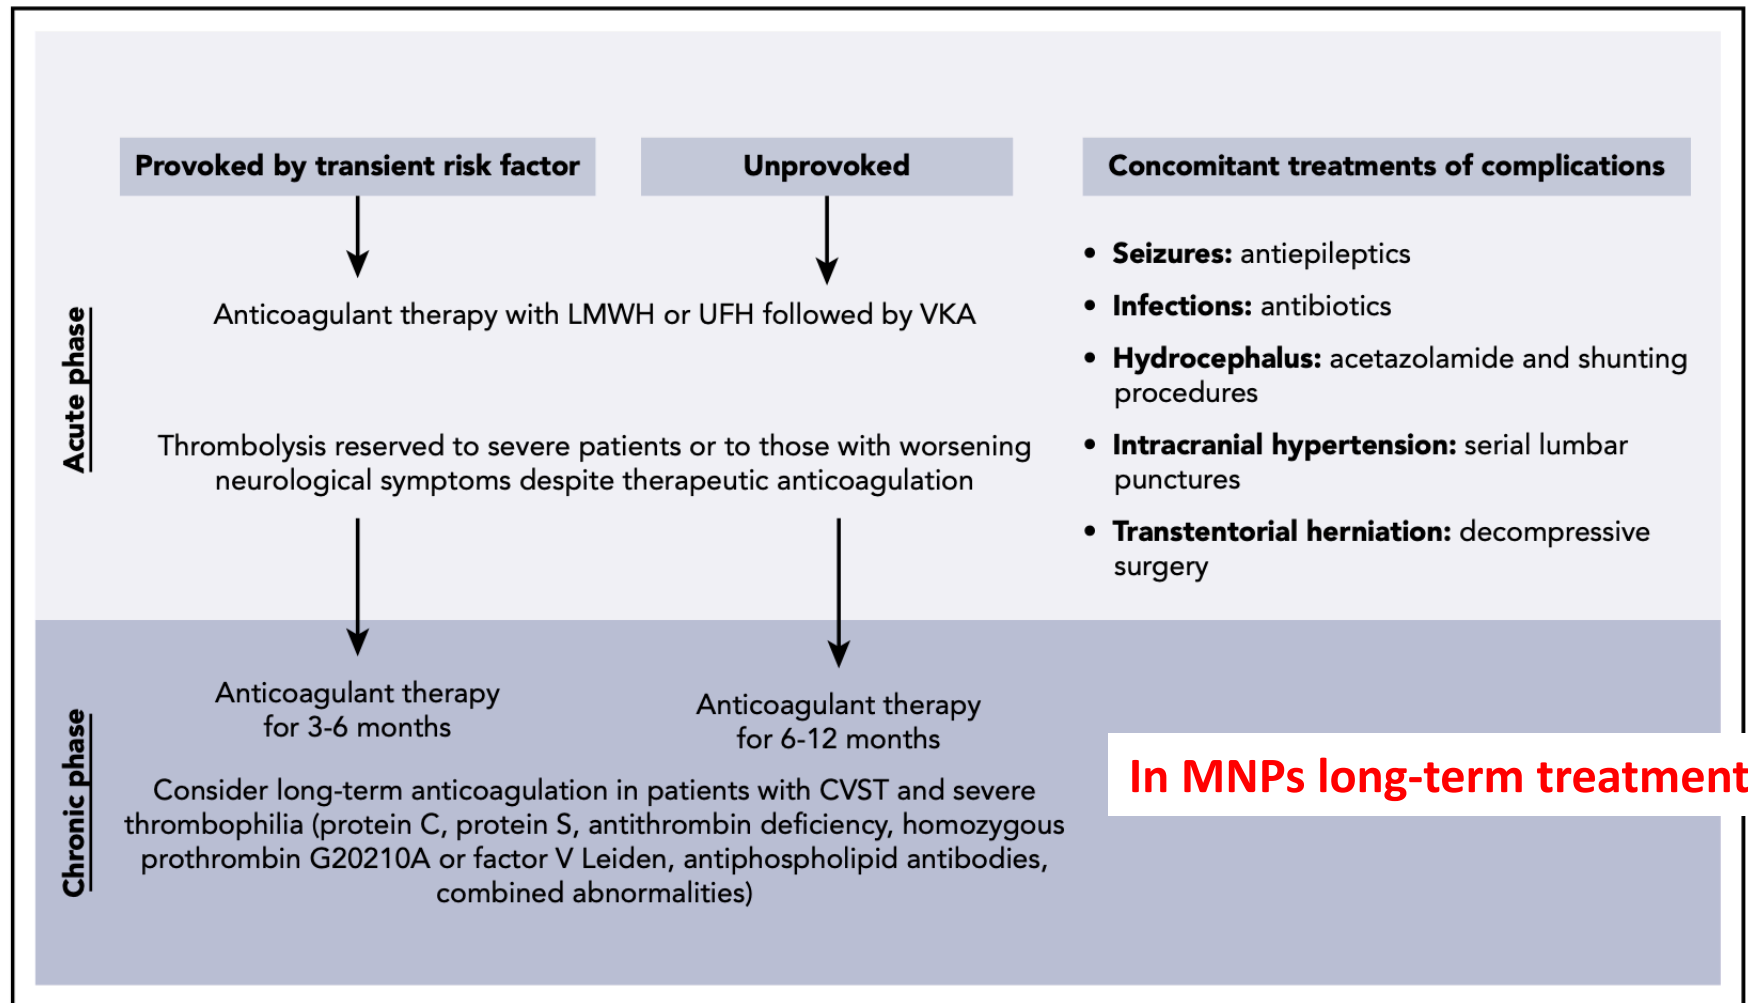 Provoked by transient risk factor
Unprovoked
Concomitant treatments of complications
Acute phase
Anticoagulant therapy with LMWH or UFH followed by VKA
Thrombolysis reserved to severe patients or to those with worsening
neurological symptoms despite therapeutic anticoagulation
• Seizures: antiepileptics
• Infections: antibiotics
• Hydrocephalus: acetazolamide and shunting
procedures
• Intracranial hypertension: serial lumbar
punctures
• Transtentorial herniation: decompressive
surgery
Chronic phase
Anticoagulant therapy
for 3-6 months
Anticoagulant therapy
for 6-12 months
Consider long-term anticoagulation in patients with CVST and severe
thrombophilia (protein C, protein S, antithrombin deficiency, homozygous
prothrombin G20210A or factor V Leiden, antiphospholipid antibodies,
combined abnormalities)
In MNPs long-term treatment